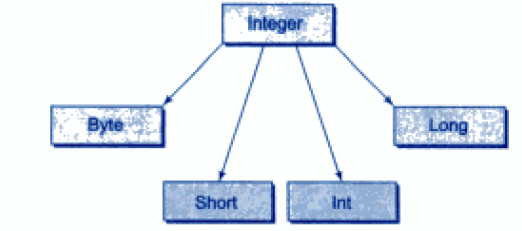 Integer
Byte
Long
Short
Int